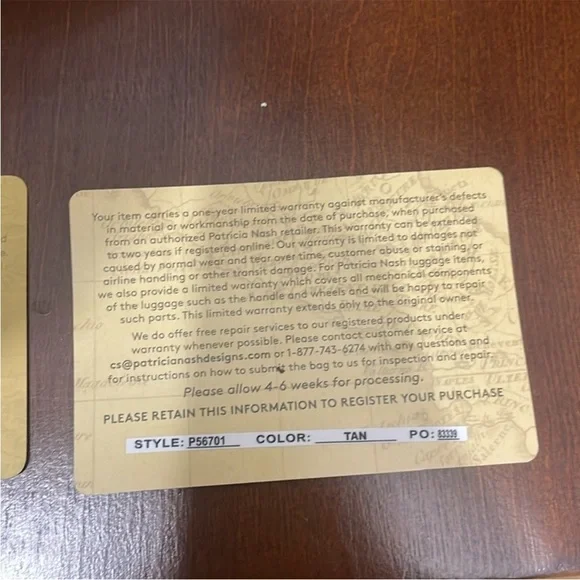 Your item carries a one-year limited warranty against manufacturer's defects
in material or workmanship from the date of purchase, when purchased
from an authorized Patricia Nash retailer. This warranty can be extended
to two years if registered online. Our warranty is limited to damages not
caused by normal wear and tear over time, customer abuse or staining, or
airline handling or other transit damage. For Patricia Nash luggage items,
we also provide a limited warranty which covers all mechanical components
of the luggage such as the handle and wheels and will be happy to repair
such parts. This limited warranty extends only to the original owner.
We do offer free repair services to our registered products under
warranty whenever possible. Please contact customer service at
cs@patricianashdesigns.com or 1-877-743-6274 with any questions and
for instructions on how to submit the bag to us for inspection and repair.
Please allow 4-6 weeks for processing.
PLEASE RETAIN THIS INFORMATION TO REGISTER YOUR PURCHASE
STYLE: P56701 COLOR: TAN PO: 83339